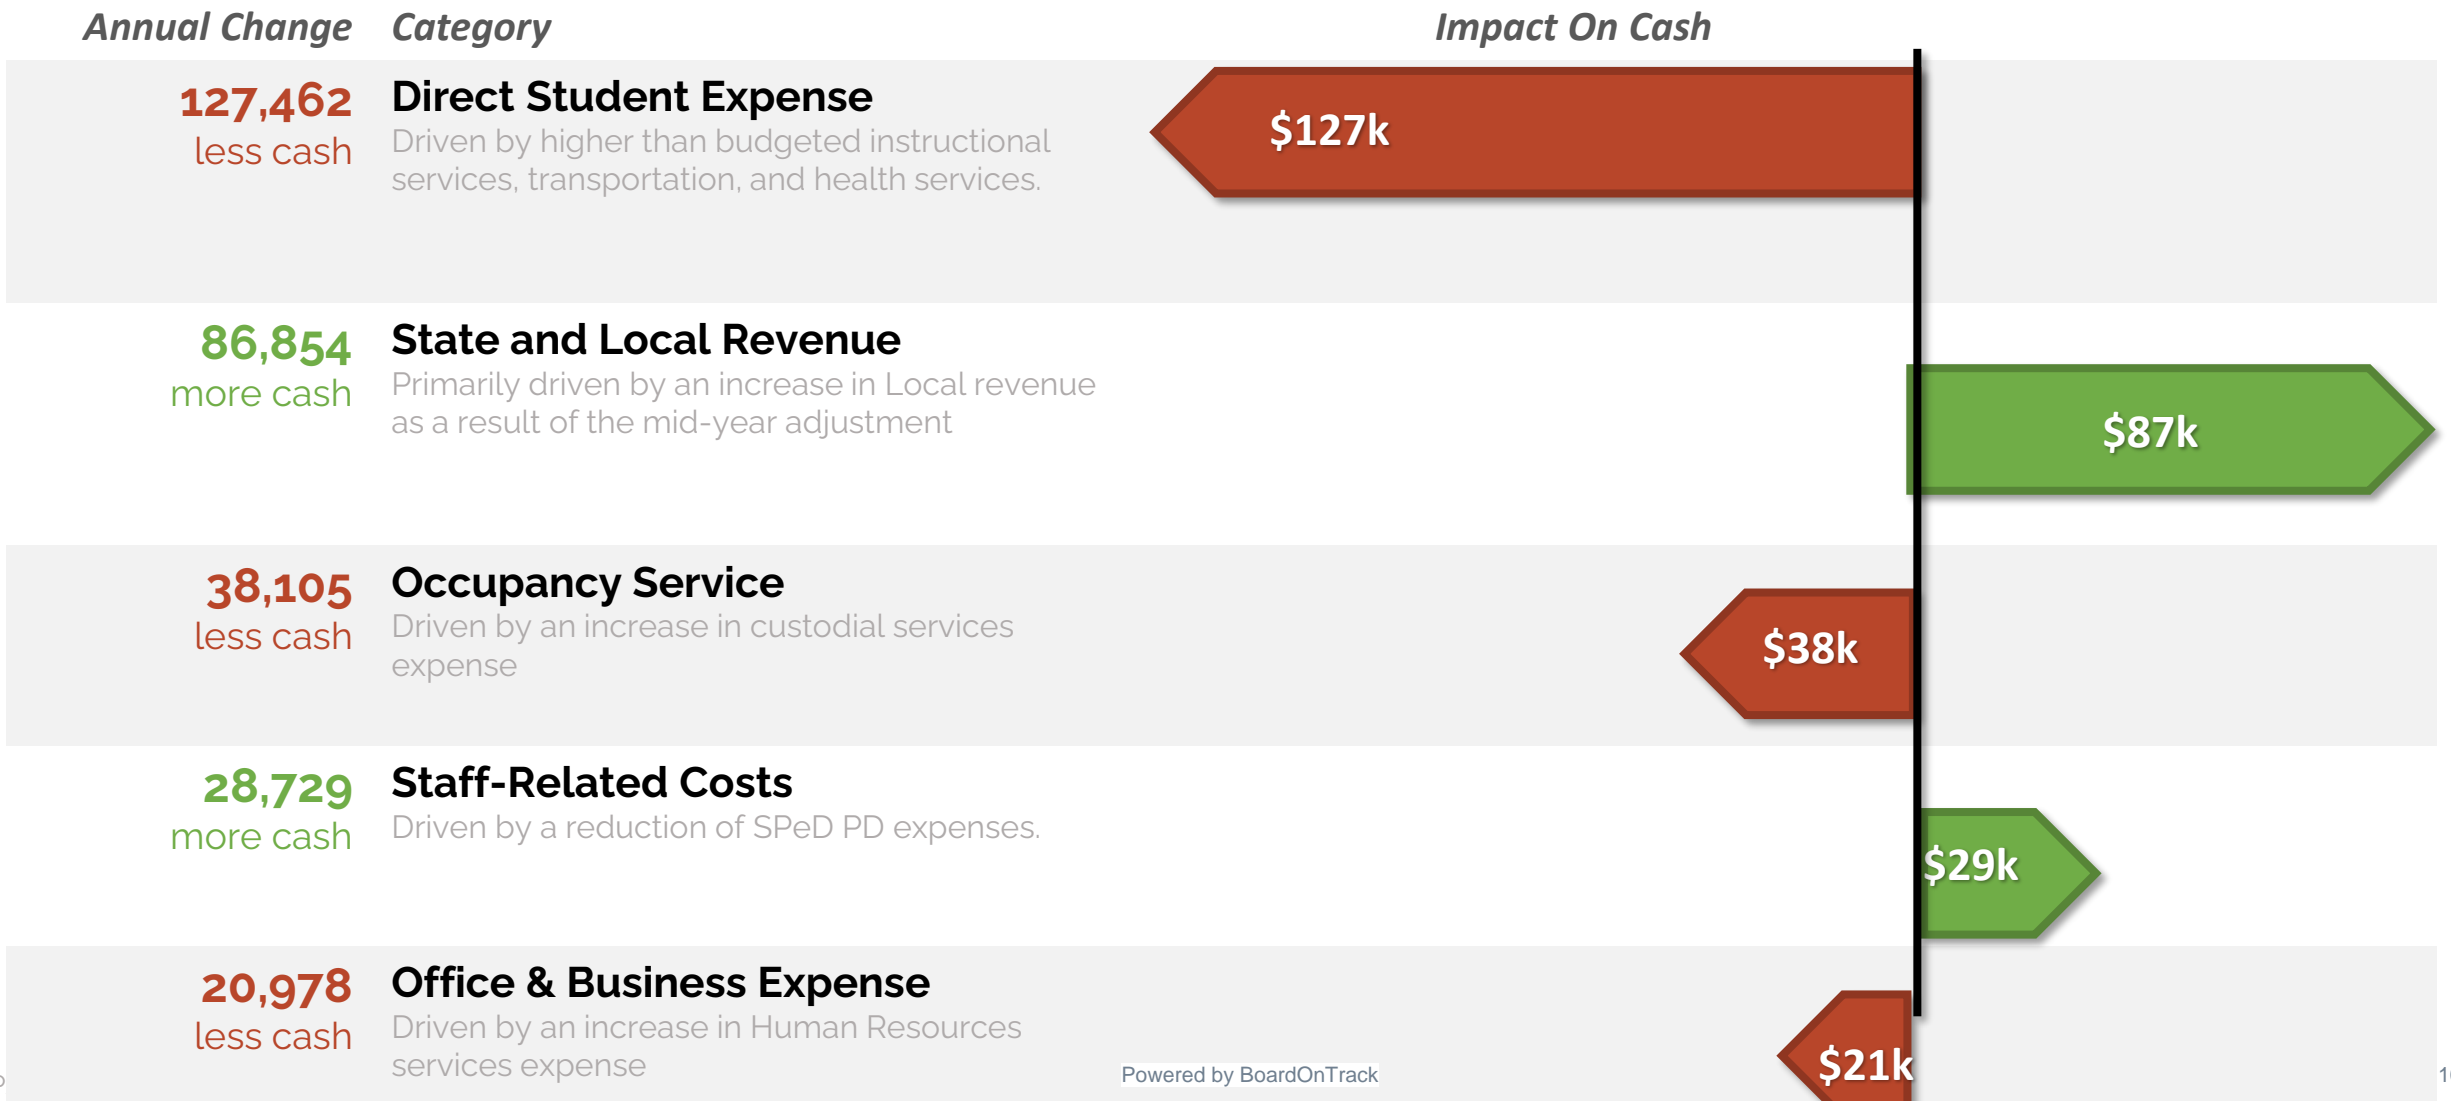 Annual Change Category Impact On Cash
127,462 Direct Student Expense
less cash Driven by higher than budgeted instructional
services, transportation, and health services.
$127k
86,854 State and Local Revenue
more cash Primarily driven by an increase in Local revenue
as a result of the mid-year adjustment
$87k
38,105 Occupancy Service
less cash Driven by an increase in custodial services
expense
$38k
28,729 Staff-Related Costs
more cash Driven by a reduction of SPeD PD expenses.
$29k
20,978 Office & Business Expense
less cash Driven by an increase in Human Resources
services expense
$21k
Powered by BoardOnTrack